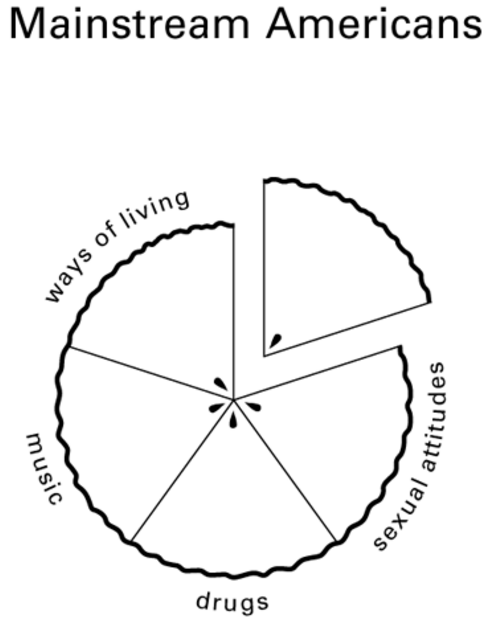 Mainstream Americans
ways of living
sexual attitudes
music
drugs